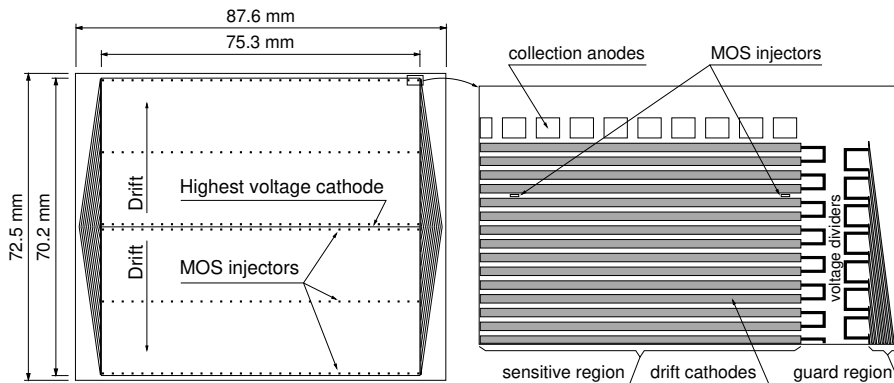 87.6 mm
75.3 mm
72.5 mm
70.2 mm
Drift
Highest voltage cathode
Drift
MOS injectors
collection anodes
MOS injectors
voltage dividers
sensitive region
drift cathodes
guard region